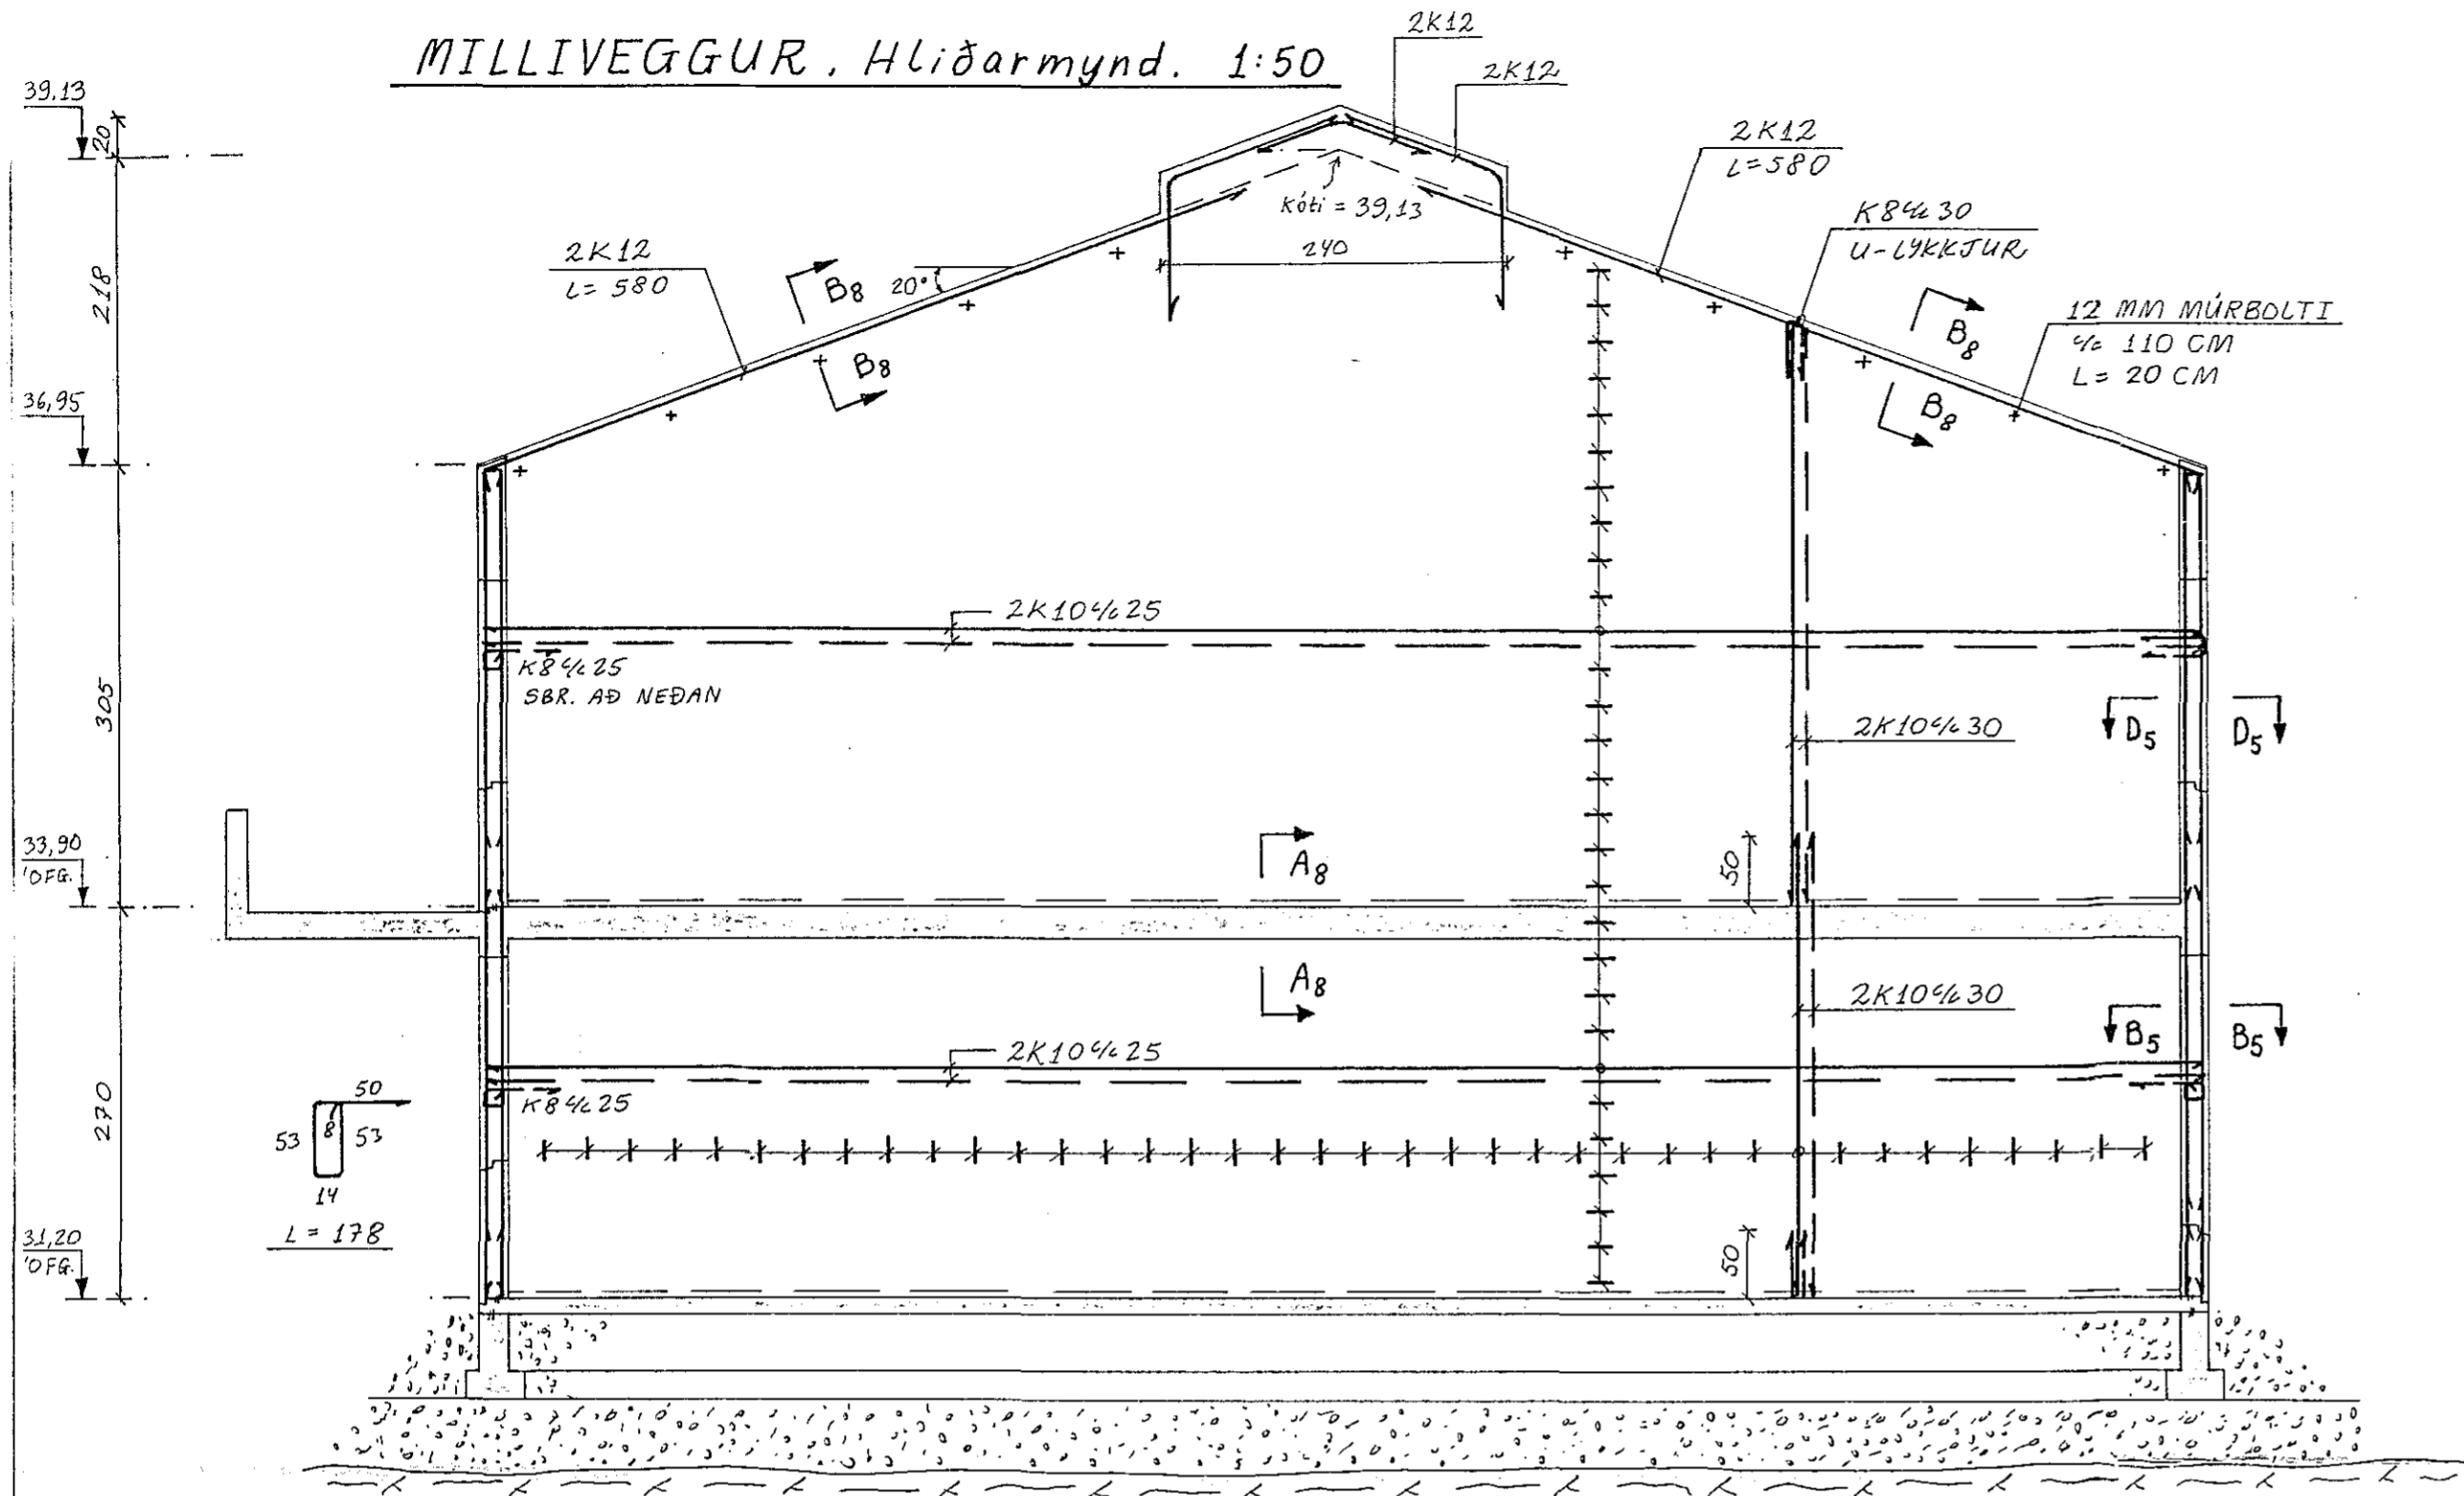 MILLIVEGGUR. Hliðarmynd. 1:50
2K12
2K12
39.13
20
2K12
L=580
Kóti = 39,13
K8 c/c 30
U-LYKKJUR
240
2K12
L= 580
B8
20°
218
B8
12 MM MÚRBOLTI
c/c 110 CM
L= 20 CM
B8
B8
36,95
2K10 c/c 25
K8 c/c 25
SBR. AÐ NEÐAN
305
2K10 c/c 30
D5
D5
33,90
ÓFG.
A8
50
A8
2K10 c/c 30
B5
B5
2K10 c/c 25
K8 c/c 25
270
50
53
8
53
14
L = 178
31,20
ÓFG.
50